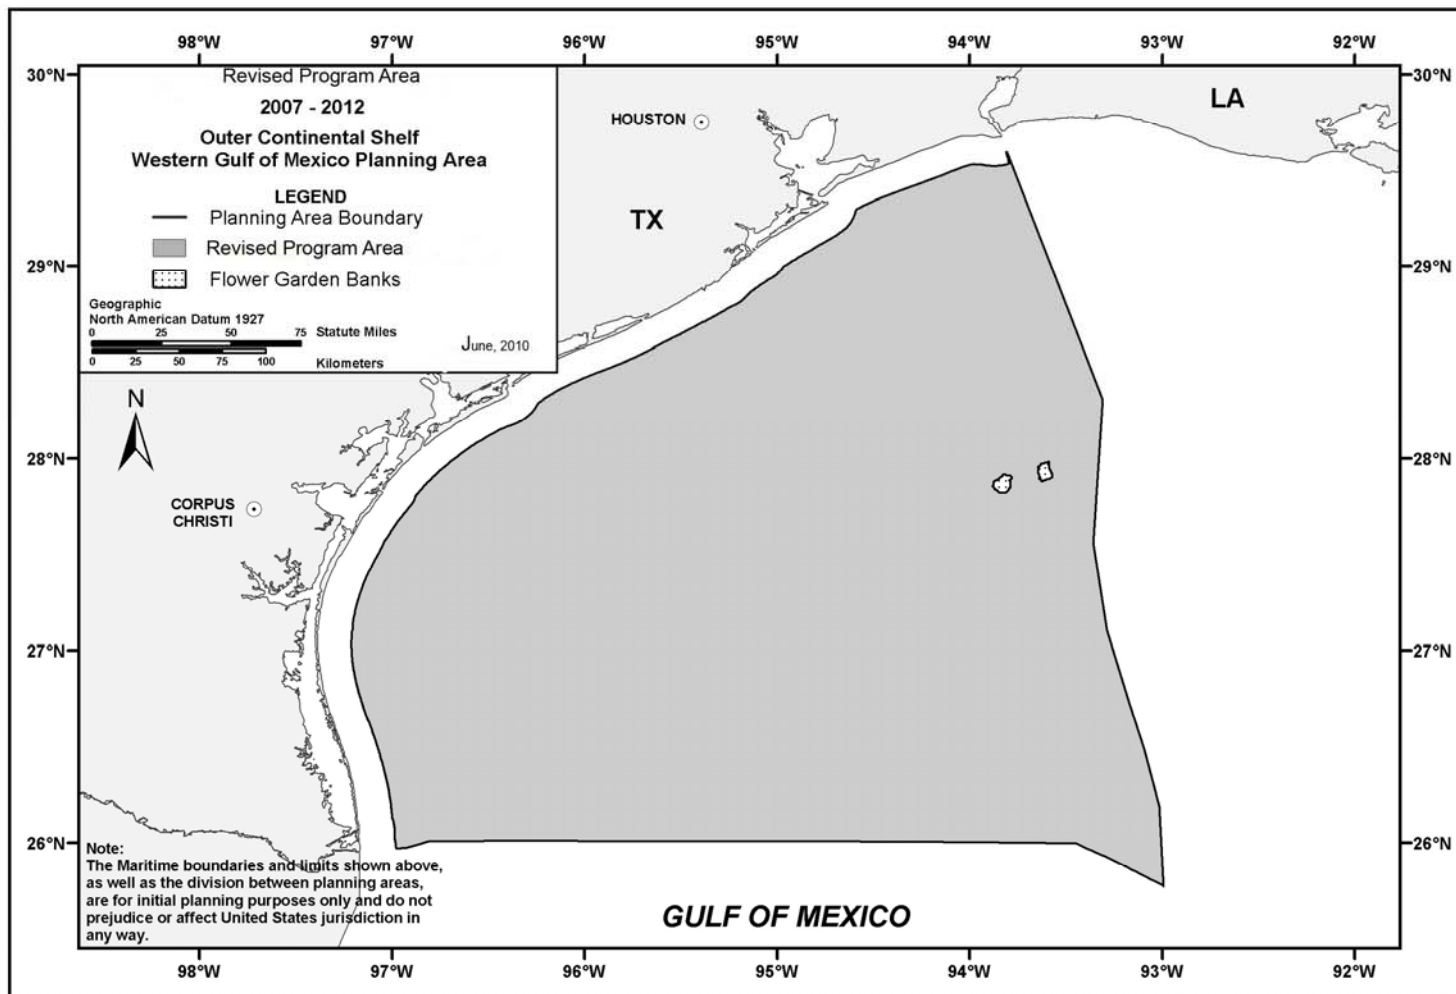 98°W 97°W 96°W 95°W 94°W 93°W 92°W
30°N 30°N
Revised Program Area
2007 - 2012
Outer Continental Shelf
Western Gulf of Mexico Planning Area
LEGEND
Planning Area Boundary
Revised Program Area
Flower Garden Banks
Geographic
North American Datum 1927
0 25 50 75 Statute Miles
0 25 50 75 100 Kilometers
June, 2010
HOUSTON
LA
TX
29°N 29°N
N
28°N 28°N
CORPUS
CHRISTI
27°N 27°N
26°N 26°N
Note:
The Maritime boundaries and limits shown above,
as well as the division between planning areas,
are for initial planning purposes only and do not
prejudice or affect United States jurisdiction in
any way.
GULF OF MEXICO
98°W 97°W 96°W 95°W 94°W 93°W 92°W